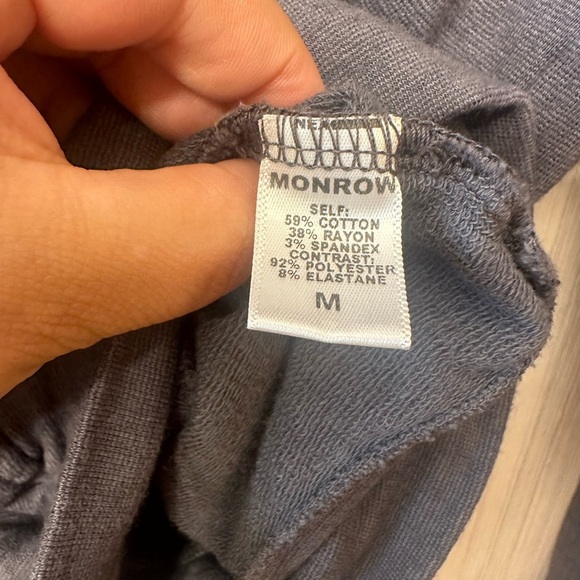 MONROW
SELF:
59% COTTON
38% RAYON
3% SPANDEX
CONTRAST:
92% POLYESTER
8% ELASTANE
M